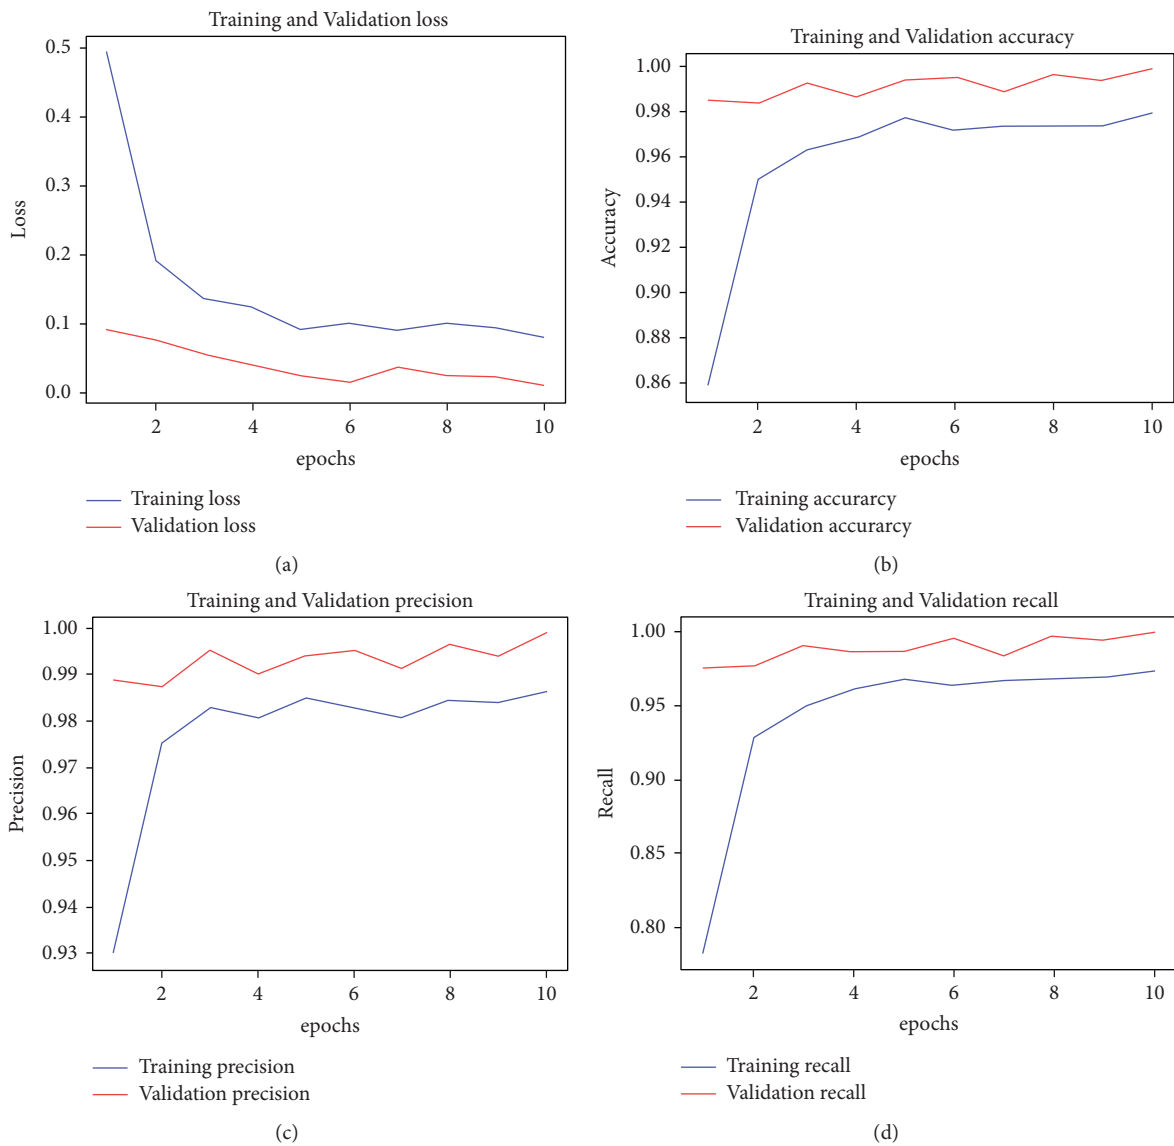 Training and Validation loss
0.5
0.4
0.3
0.2
0.1
0.0
Loss
2 4 6 8 10
epochs
Training loss
Validation loss
(a)
Training and Validation accuracy
1.00
0.98
0.96
0.94
0.92
0.90
0.88
0.86
Accuracy
2 4 6 8 10
epochs
Training accurarcy
Validation accurarcy
(b)
Training and Validation precision
1.00
0.99
0.98
0.97
0.96
0.95
0.94
0.93
Precision
2 4 6 8 10
epochs
Training precision
Validation precision
(c)
Training and Validation recall
1.00
0.95
0.90
0.85
0.80
Recall
2 4 6 8 10
epochs
Training recall
Validation recall
(d)